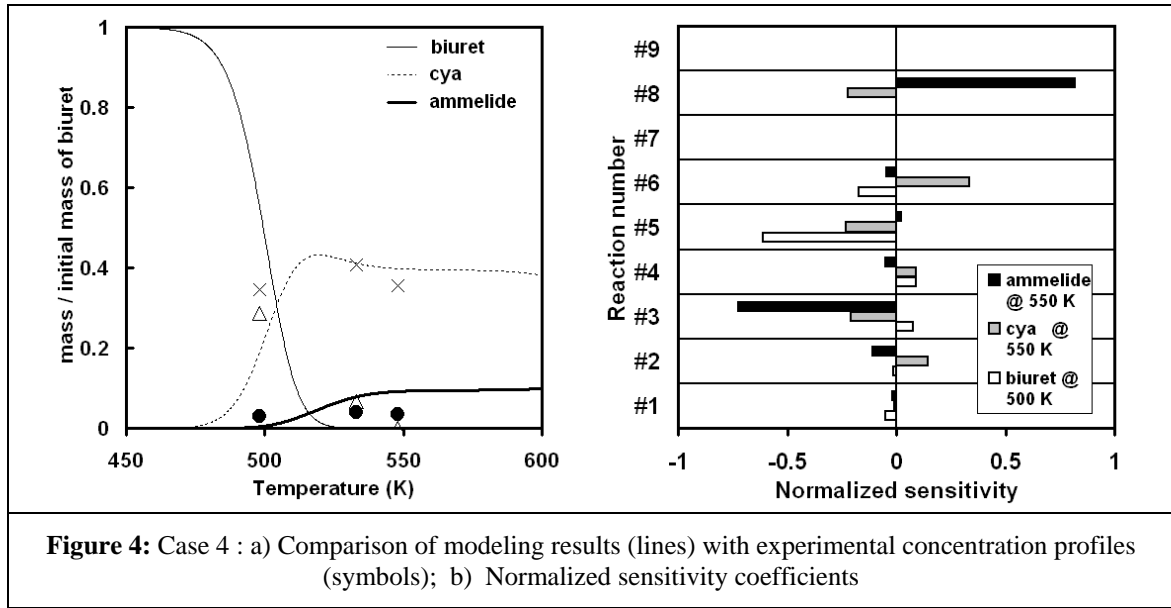 mass / initial mass of biuret
1
0.8
0.6
0.4
0.2
0
450
500
550
600
Temperature (K)
biuret
cya
ammelide
Reaction number
#9
#8
#7
#6
#5
#4
#3
#2
#1
-1
-0.5
0
0.5
1
Normalized sensitivity
ammelide
@ 550 K
cya @
550 K
biuret @
500 K
Figure 4: Case 4 : a) Comparison of modeling results (lines) with experimental concentration profiles
(symbols); b) Normalized sensitivity coefficients